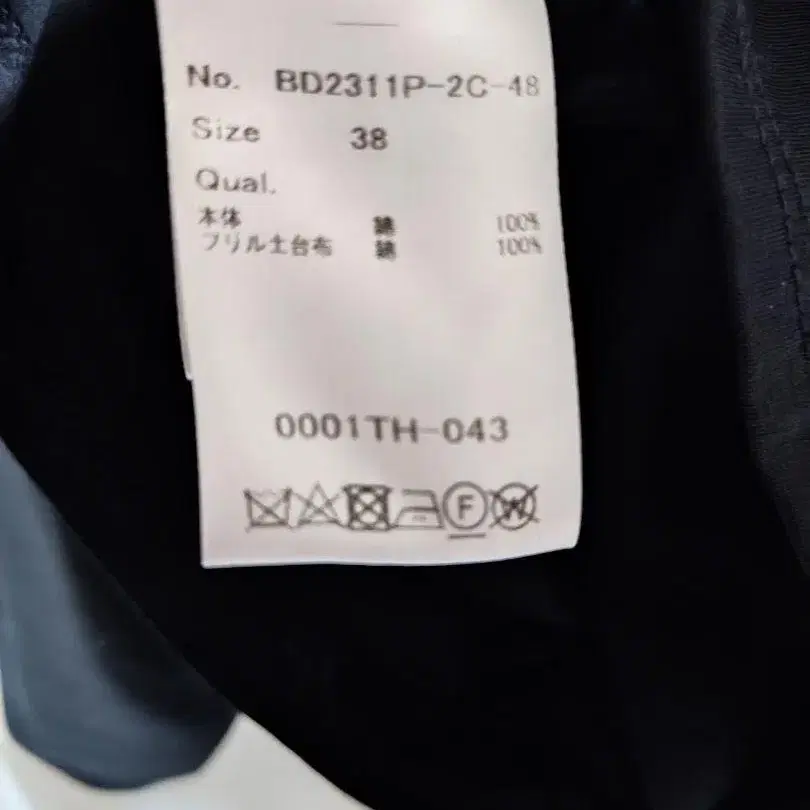 No. BD2311P-2C-48
Size 38
Qual.
本体 綿 100%
フリル土台布 綿 100%
0001TH-043
F W